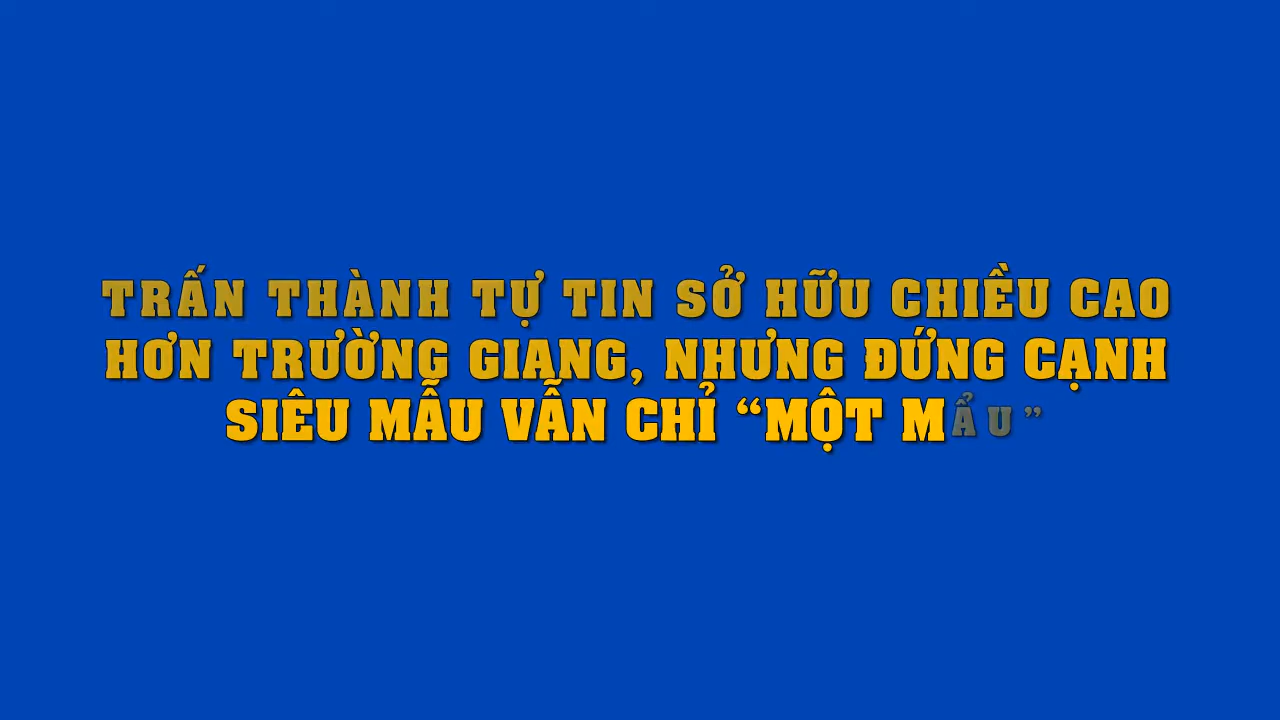 TRẤN THÀNH TỰ TIN SỞ HỮU CHIỀU CAO
HƠN TRƯỜNG GIANG, NHƯNG ĐỨNG CẠNH
SIÊU MẪU VẪN CHỈ “MỘT MẨU”